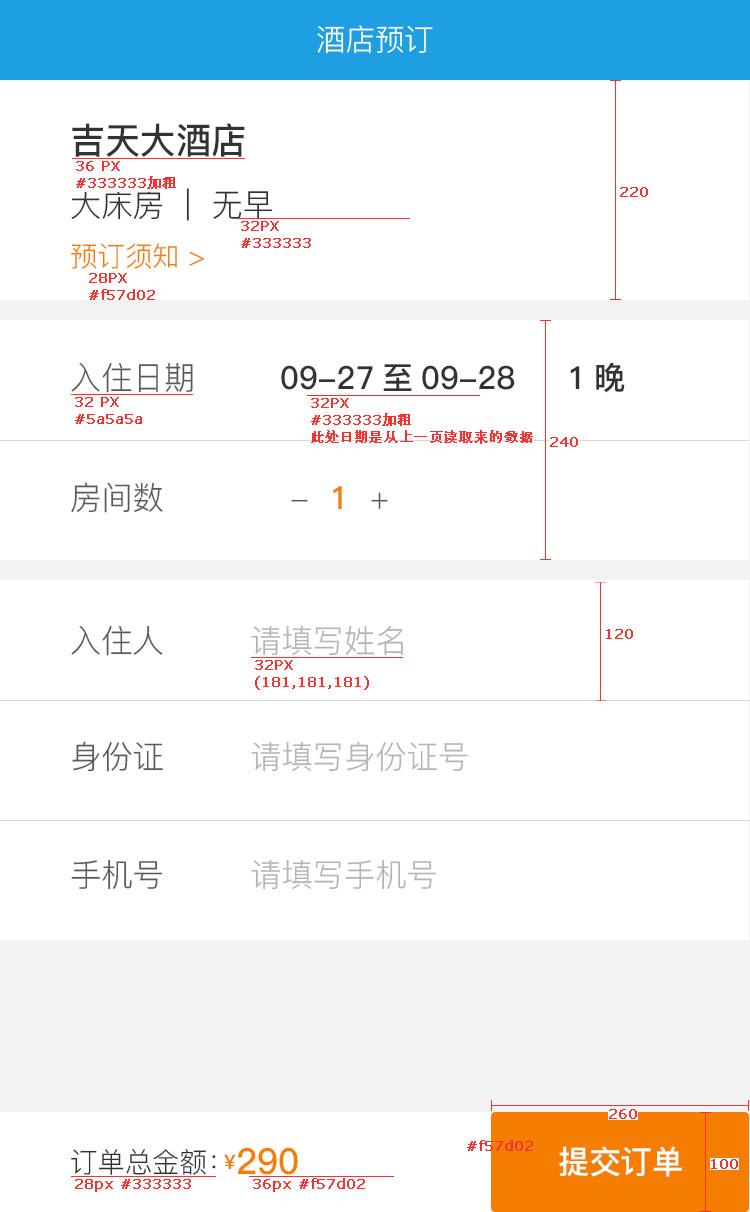 酒店预订
吉天大酒店
36 PX
#333333加粗
220
大床房 | 无早
32PX
#333333
预订须知 >
28PX
#f57d02
入住日期 09-27 至 09-28 1 晚
32 PX
#5a5a5a
32PX
#333333加粗
此处日期是从上一页读取来的数据
240
房间数 - 1 +
入住人 请填写姓名
120
32PX
(181,181,181)
身份证 请填写身份证号
手机号 请填写手机号
260
订单总金额: ¥290
#f57d02
提交订单
100
28px #333333
36px #f57d02